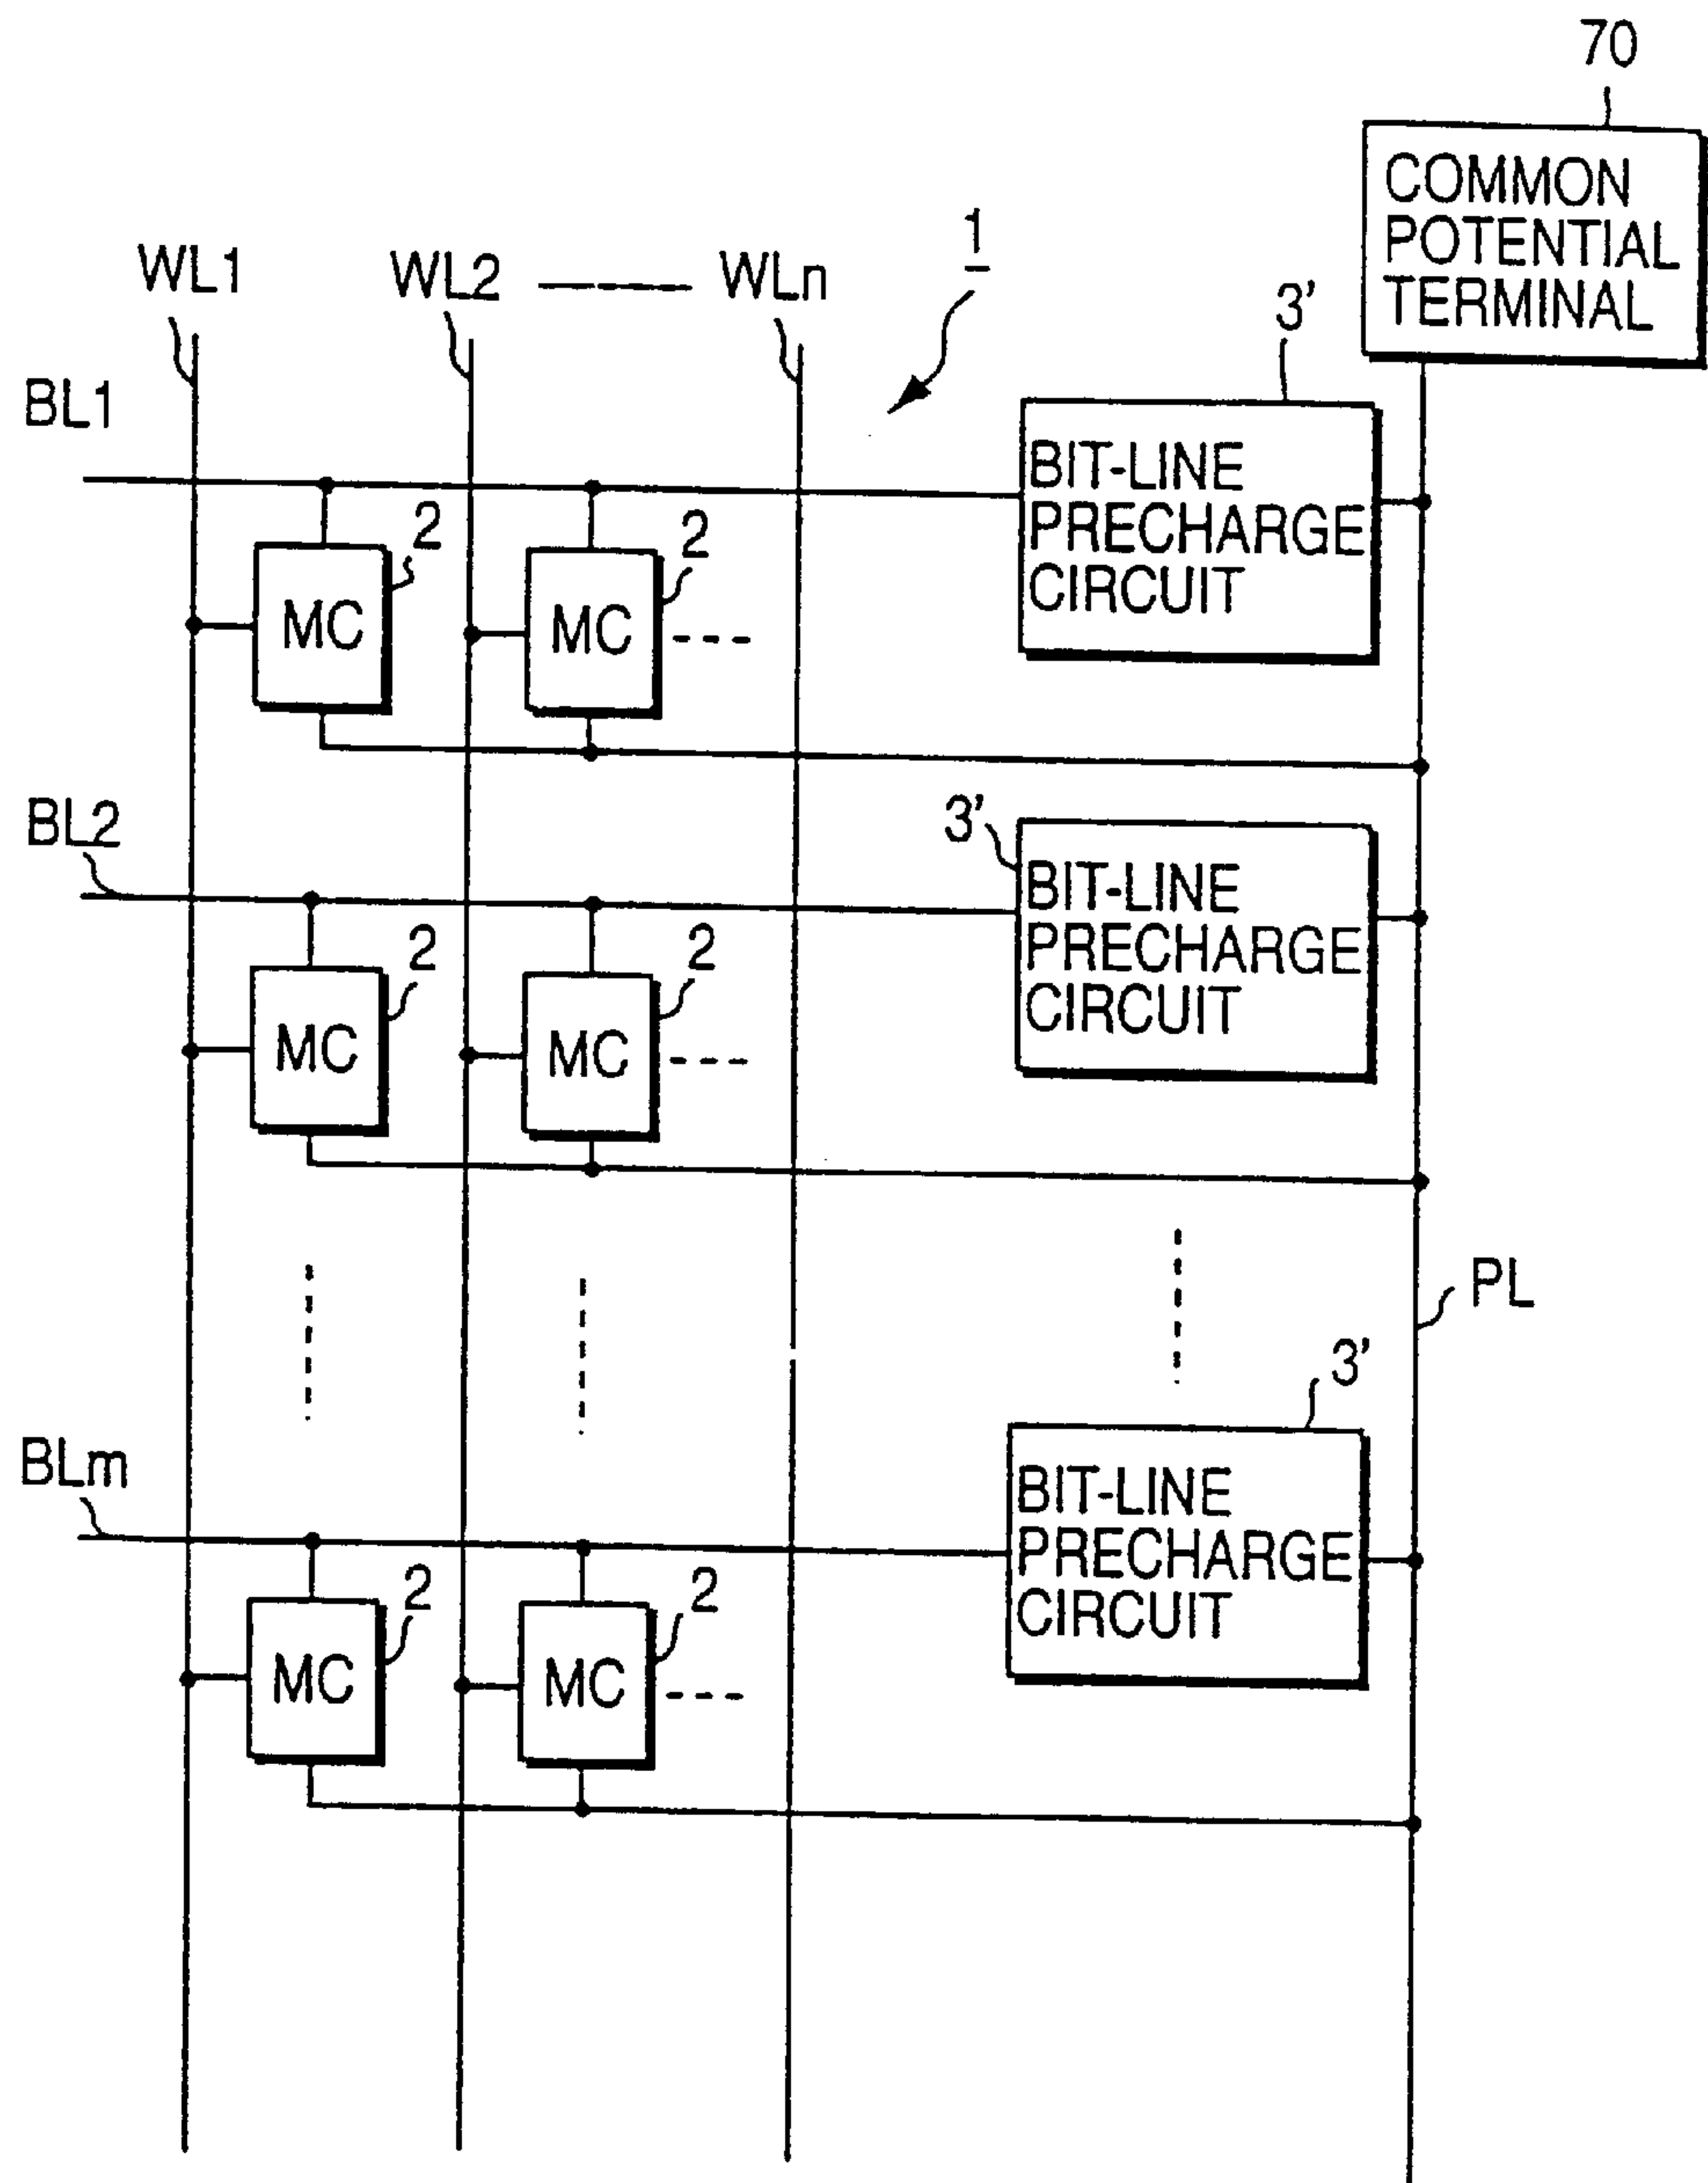 70
COMMON
POTENTIAL
TERMINAL
WL1
WL2
WLn
1
3'
BL1
BIT-LINE
PRECHARGE
CIRCUIT
2
2
MC
MC
BL2
3'
BIT-LINE
PRECHARGE
CIRCUIT
2
2
MC
MC
PL
3'
BLm
BIT-LINE
PRECHARGE
CIRCUIT
2
2
MC
MC